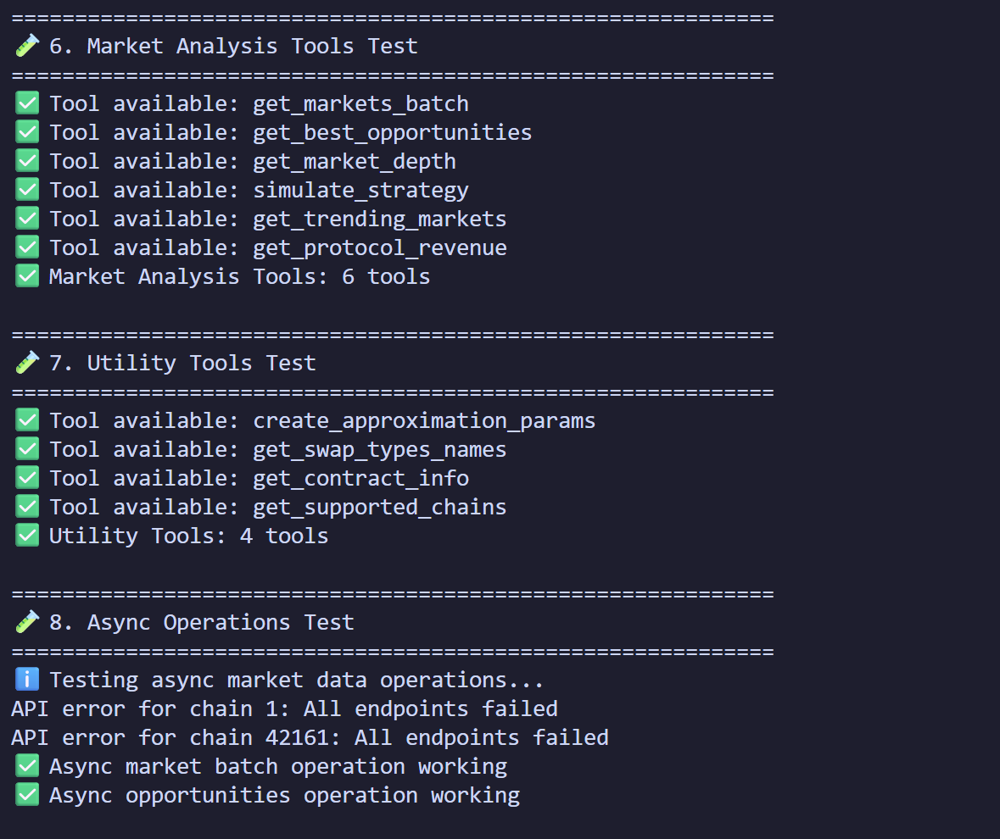 ============================================================
🧪 6. Market Analysis Tools Test
============================================================
✅ Tool available: get_markets_batch
✅ Tool available: get_best_opportunities
✅ Tool available: get_market_depth
✅ Tool available: simulate_strategy
✅ Tool available: get_trending_markets
✅ Tool available: get_protocol_revenue
✅ Market Analysis Tools: 6 tools

============================================================
🧪 7. Utility Tools Test
============================================================
✅ Tool available: create_approximation_params
✅ Tool available: get_swap_types_names
✅ Tool available: get_contract_info
✅ Tool available: get_supported_chains
✅ Utility Tools: 4 tools

============================================================
🧪 8. Async Operations Test
============================================================
ℹ️ Testing async market data operations...
API error for chain 1: All endpoints failed
API error for chain 42161: All endpoints failed
✅ Async market batch operation working
✅ Async opportunities operation working